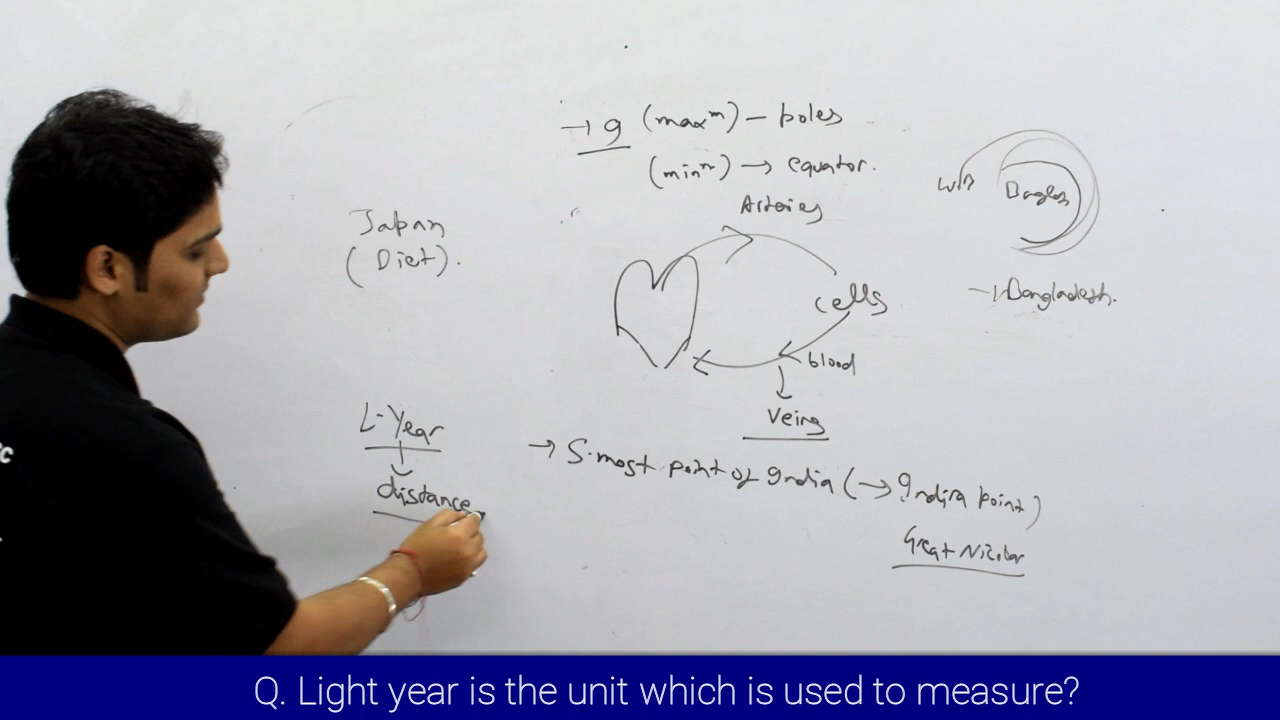 → g (maxᵐ) – poles
(minᵐ) → equator.
Arteries
WB
Japan
(Diet).
cells
→ Bangladesh.
blood
Veins
L-Year
distance
→ S.most point of India (→ Indira point)
Great Nicobar
Q. Light year is the unit which is used to measure?